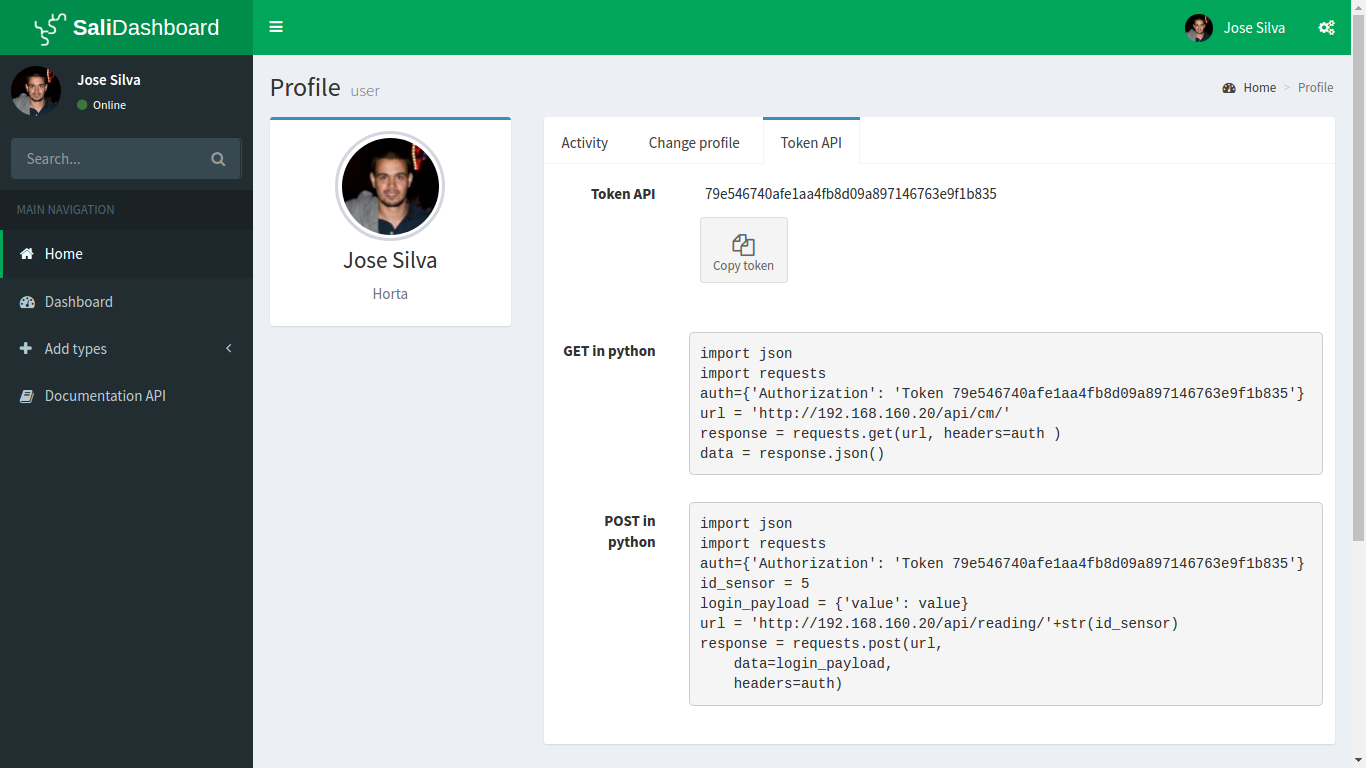 SaliDashboard
Jose Silva
Jose Silva
Online
Search...
MAIN NAVIGATION
Home
Dashboard
Add types
Documentation API
Profile user
Home > Profile
Jose Silva
Horta
Activity Change profile Token API
Token API 79e546740afe1aa4fb8d09a897146763e9f1b835
Copy token
GET in python
import json
import requests
auth={'Authorization': 'Token 79e546740afe1aa4fb8d09a897146763e9f1b835'}
url = 'http://192.168.160.20/api/cm/'
response = requests.get(url, headers=auth )
data = response.json()
POST in
python
import json
import requests
auth={'Authorization': 'Token 79e546740afe1aa4fb8d09a897146763e9f1b835'}
id_sensor = 5
login_payload = {'value': value}
url = 'http://192.168.160.20/api/reading/'+str(id_sensor)
response = requests.post(url,
    data=login_payload,
    headers=auth)